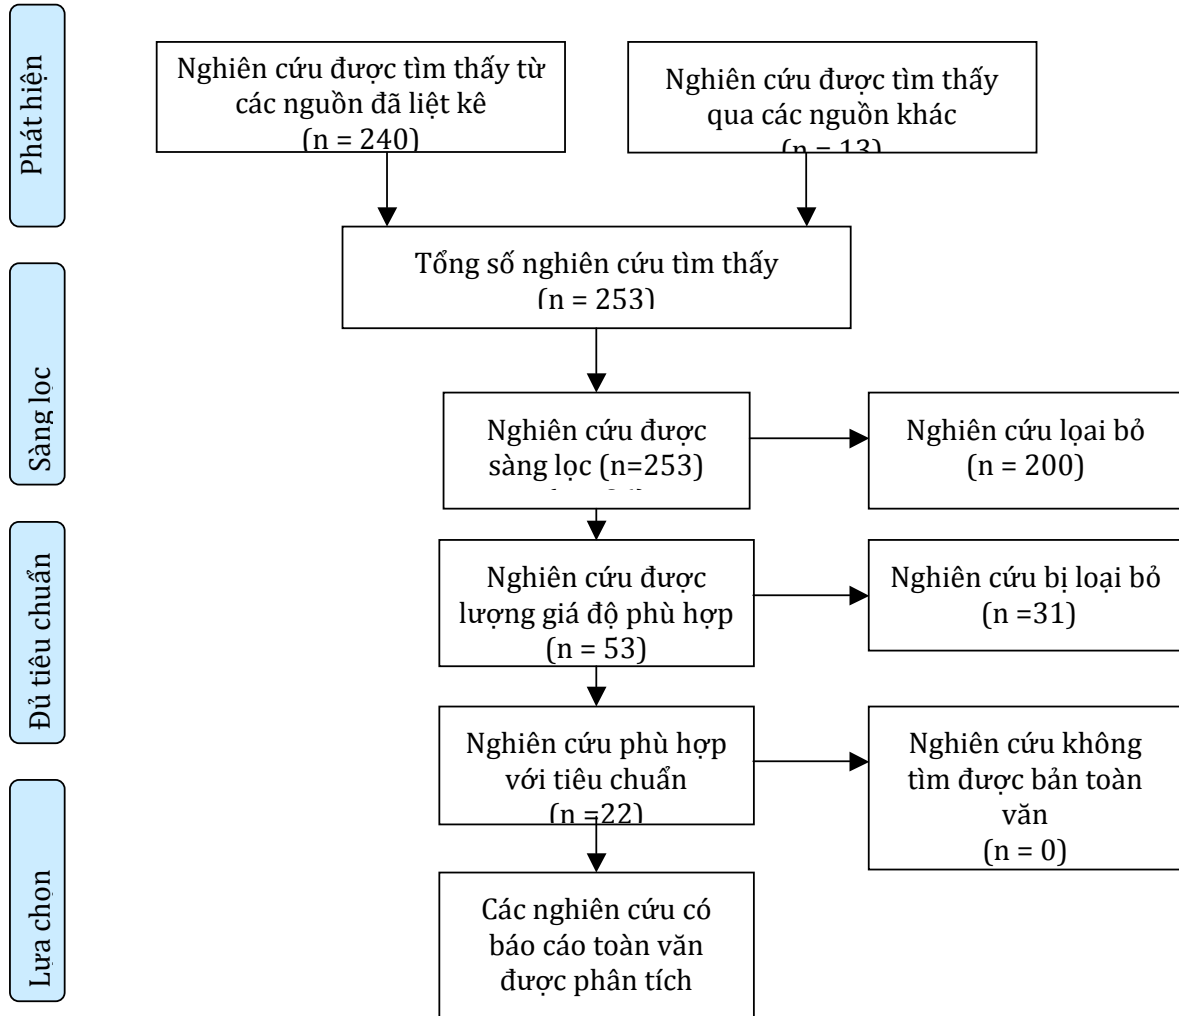 Phát hiện
Nghiên cứu được tìm thấy từ
các nguồn đã liệt kê
(n = 240)
Nghiên cứu được tìm thấy
qua các nguồn khác
(n = 13)
Tổng số nghiên cứu tìm thấy
(n = 253)
Sàng lọc
Nghiên cứu được
sàng lọc (n=253)
Nghiên cứu lọai bỏ
(n = 200)
Đủ tiêu chuẩn
Nghiên cứu được
lượng giá độ phù hợp
(n = 53)
Nghiên cứu bị loại bỏ
(n =31)
Nghiên cứu phù hợp
với tiêu chuẩn
(n =22)
Nghiên cứu không
tìm được bản toàn
văn
(n = 0)
Lựa chọn
Các nghiên cứu có
báo cáo toàn văn
được phân tích